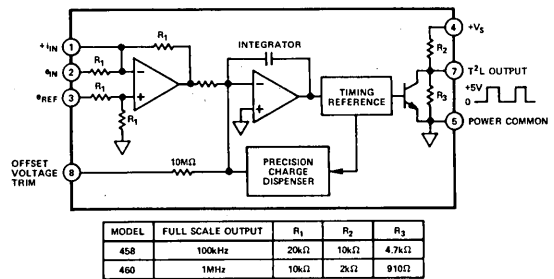 +iIN 1
eIN 2
eREF 3
OFFSET VOLTAGE TRIM 8
R1
R1
R1
R1
10MΩ
INTEGRATOR
TIMING REFERENCE
PRECISION CHARGE DISPENSER
4 +VS
R2
7 T²L OUTPUT
R3
+5V
0
5 POWER COMMON
MODEL FULL SCALE OUTPUT R1 R2 R3
458 100kHz 20kΩ 10kΩ 4.7kΩ
460 1MHz 10kΩ 2kΩ 910Ω